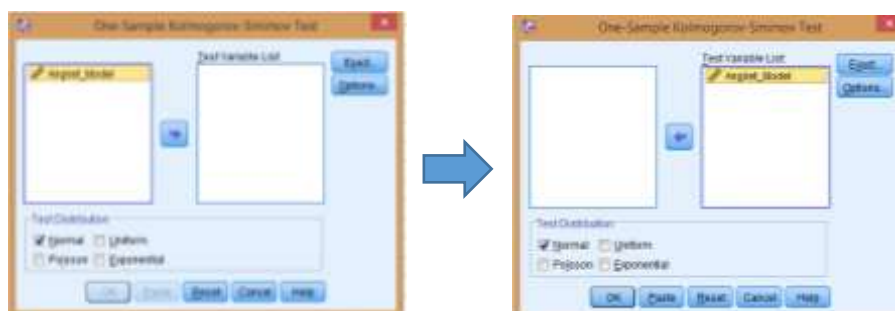 One-Sample Kolmogorov-Smirnov Test
Test Variable List
Exact...
Options...
Test Distribution
Normal Uniform
Poisson Exponential
OK Paste Reset Cancel Help
One-Sample Kolmogorov-Smirnov Test
Test Variable List
Exact...
Options...
Test Distribution
Normal Uniform
Poisson Exponential
OK Paste Reset Cancel Help